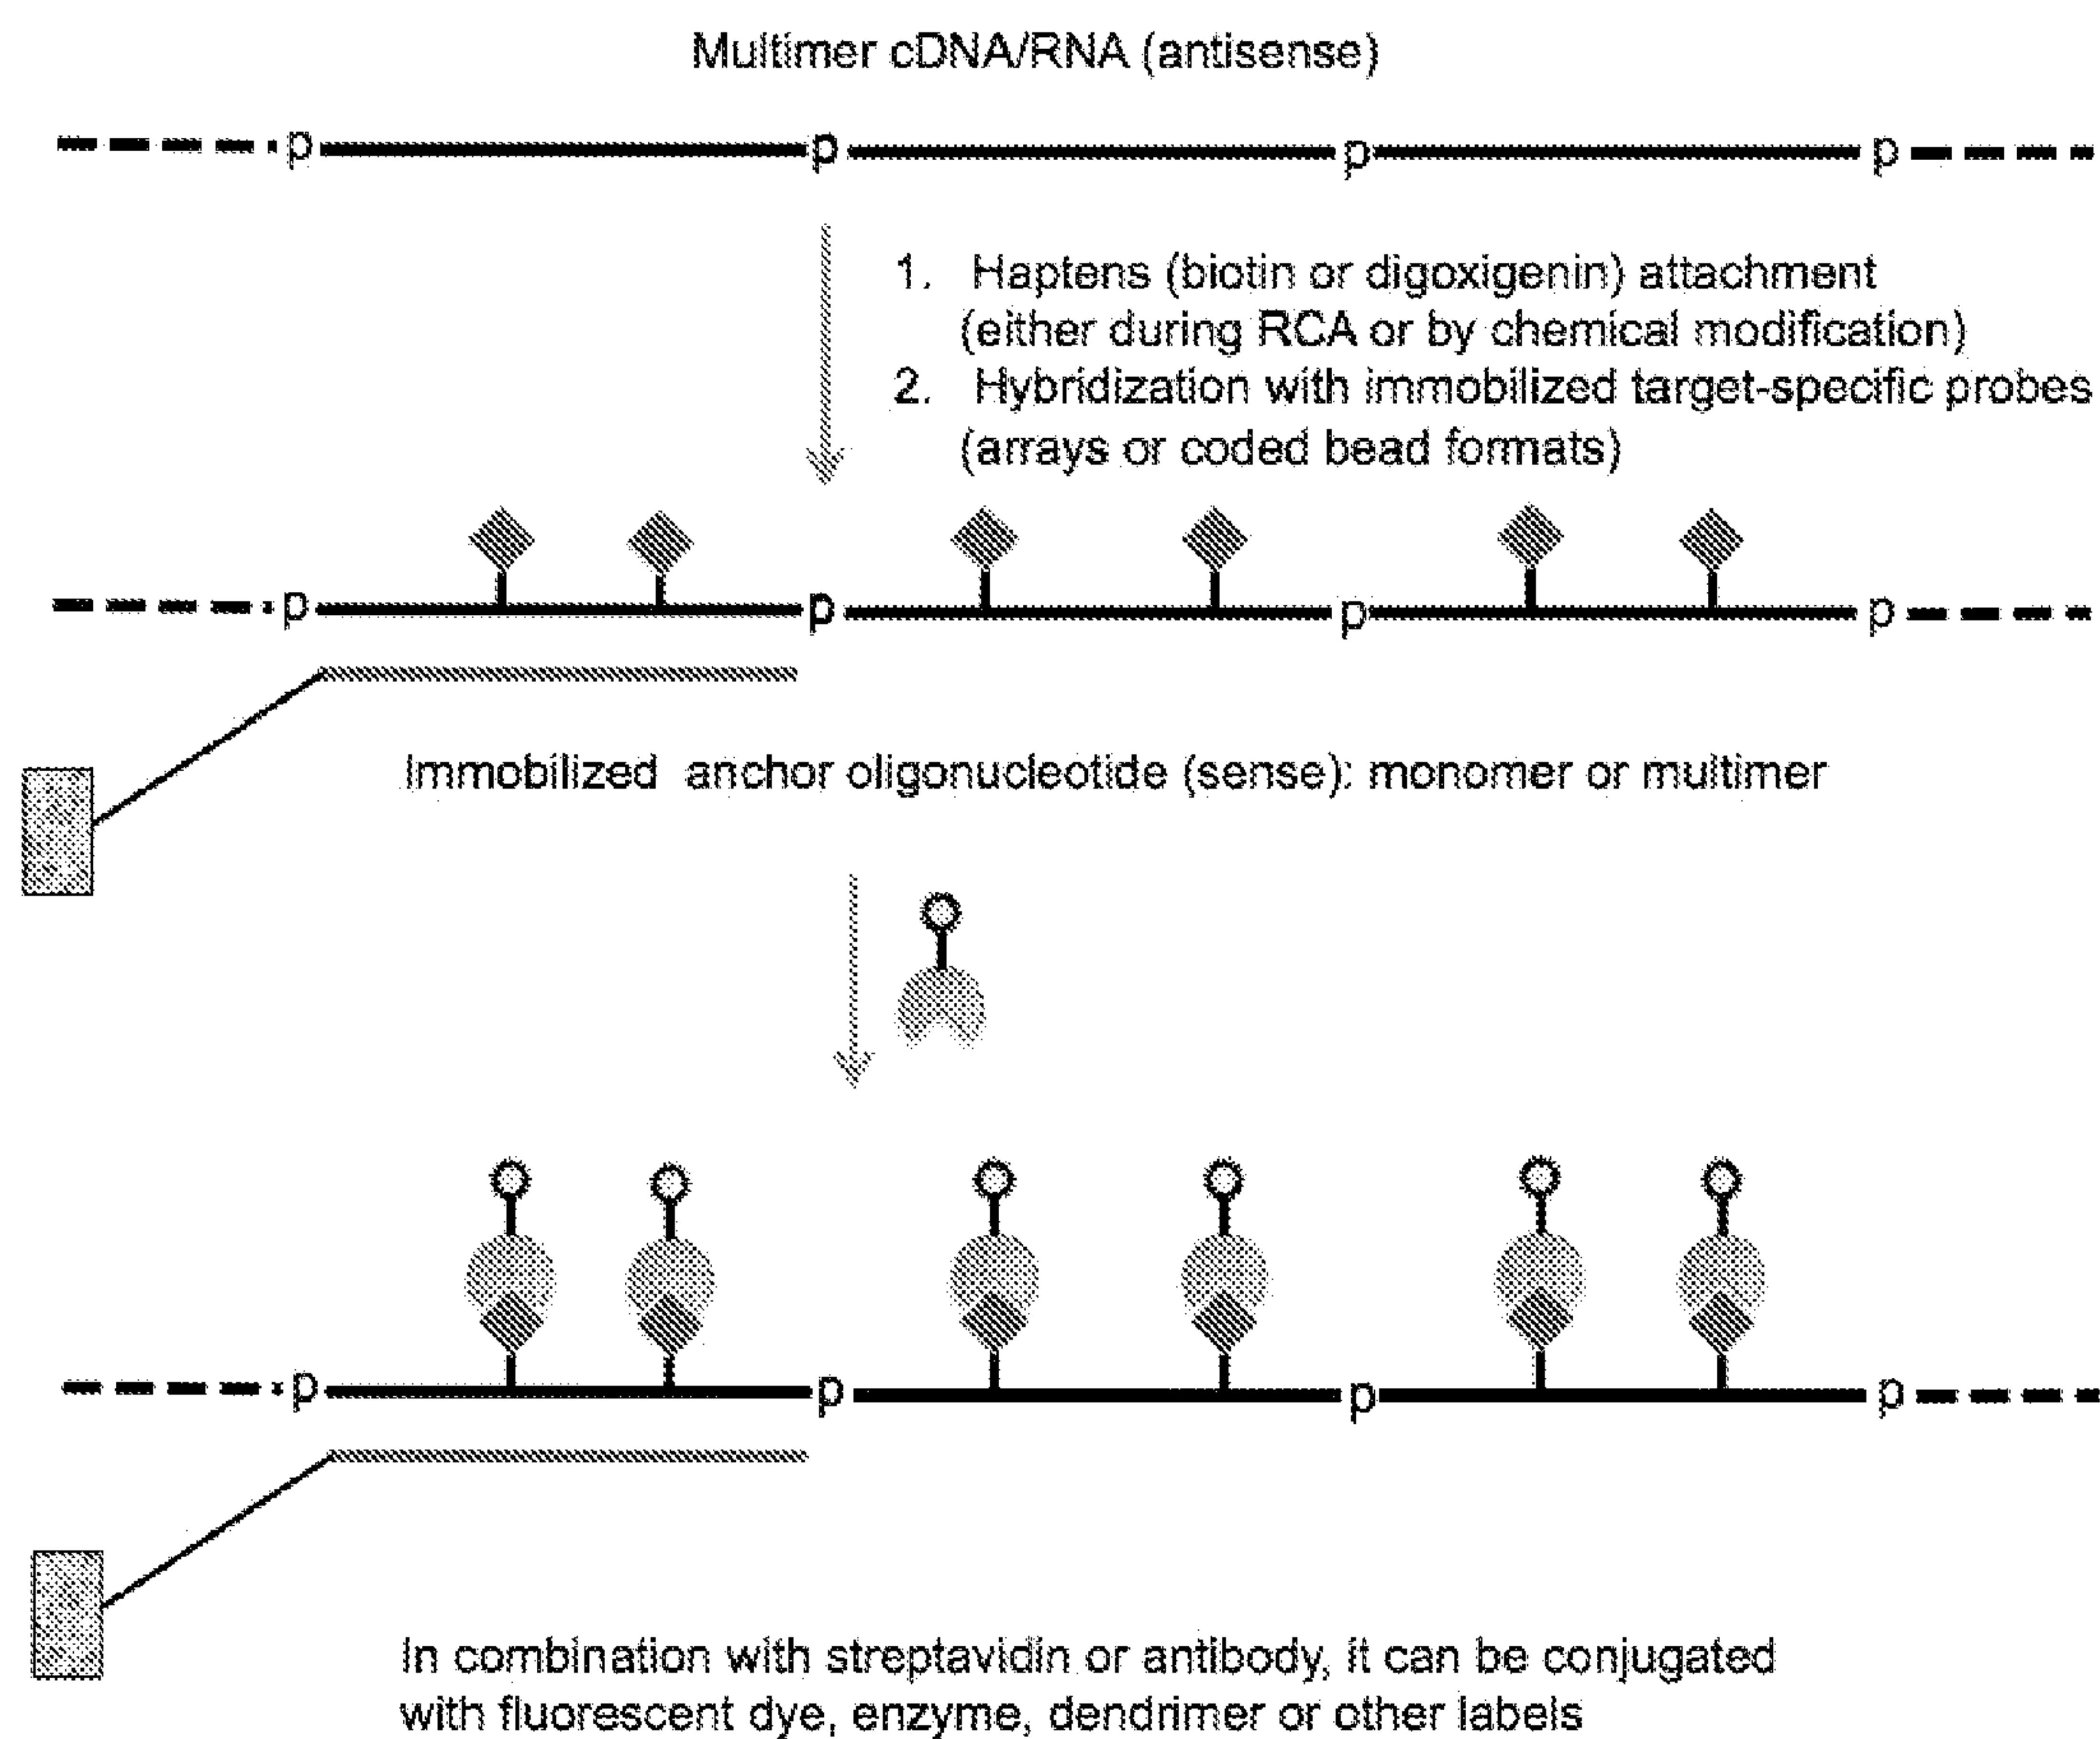 Multimer cDNA/RNA (antisense)
p p p p
1. Haptens (biotin or digoxigenin) attachment
(either during RCA or by chemical modification)
2. Hybridization with immobilized target-specific probes
(arrays or coded bead formats)
p p p p
Immobilized anchor oligonucleotide (sense): monomer or multimer
p p p p
In combination with streptavidin or antibody, it can be conjugated
with fluorescent dye, enzyme, dendrimer or other labels